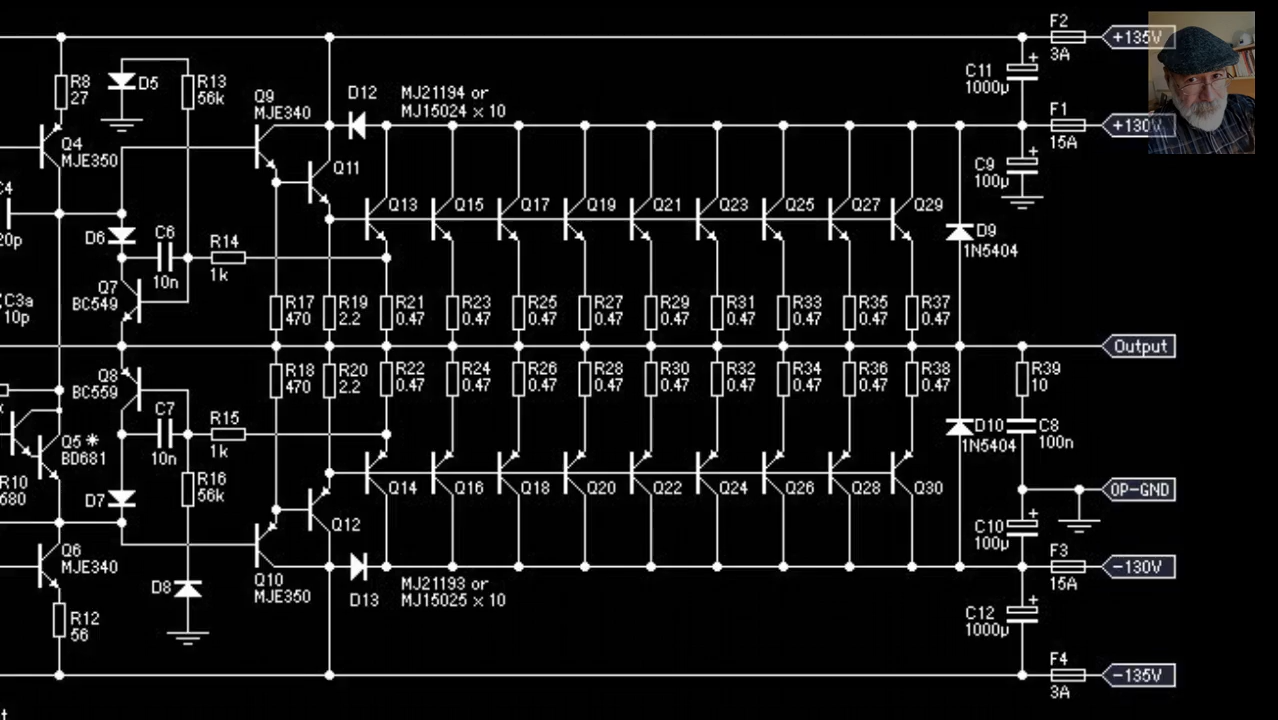 F2
+135V
3A
R8
27
D5
R13
56k
Q9
MJE340
D12
MJ21194 or
MJ15024 × 10
C11
1000µ
F1
+130V
15A
Q4
MJE350
Q11
C9
100µ
C4
20p
Q13
Q15
Q17
Q19
Q21
Q23
Q25
Q27
Q29
D6
C6
10n
R14
1k
D9
1N5404
Q7
BC549
C3a
10p
R17
470
R19
2.2
R21
0.47
R23
0.47
R25
0.47
R27
0.47
R29
0.47
R31
0.47
R33
0.47
R35
0.47
R37
0.47
Output
Q8
BC559
R18
470
R20
2.2
R22
0.47
R24
0.47
R26
0.47
R28
0.47
R30
0.47
R32
0.47
R34
0.47
R36
0.47
R38
0.47
R39
10
C7
10n
R15
1k
D10
1N5404
C8
100n
Q5 *
BD681
R10
680
R16
56k
D7
Q14
Q16
Q18
Q20
Q22
Q24
Q26
Q28
Q30
OP-GND
Q12
C10
100µ
Q6
MJE340
F3
-130V
15A
D8
Q10
MJE350
D13
MJ21193 or
MJ15025 × 10
R12
56
C12
1000µ
F4
-135V
3A